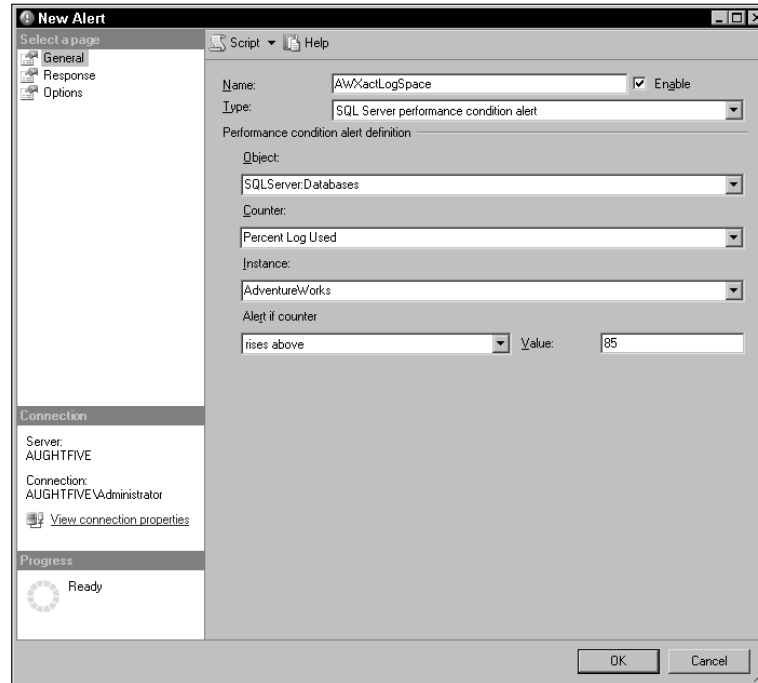 New Alert
Select a page
General
Response
Options
Script Help
Name: AWXactLogSpace Enable
Type: SQL Server performance condition alert
Performance condition alert definition
Object:
SQLServer:Databases
Counter:
Percent Log Used
Instance:
AdventureWorks
Alert if counter
rises above Value: 85
Connection
Server:
AUGHTFIVE
Connection:
AUGHTFIVE\Administrator
View connection properties
Progress
Ready
OK Cancel